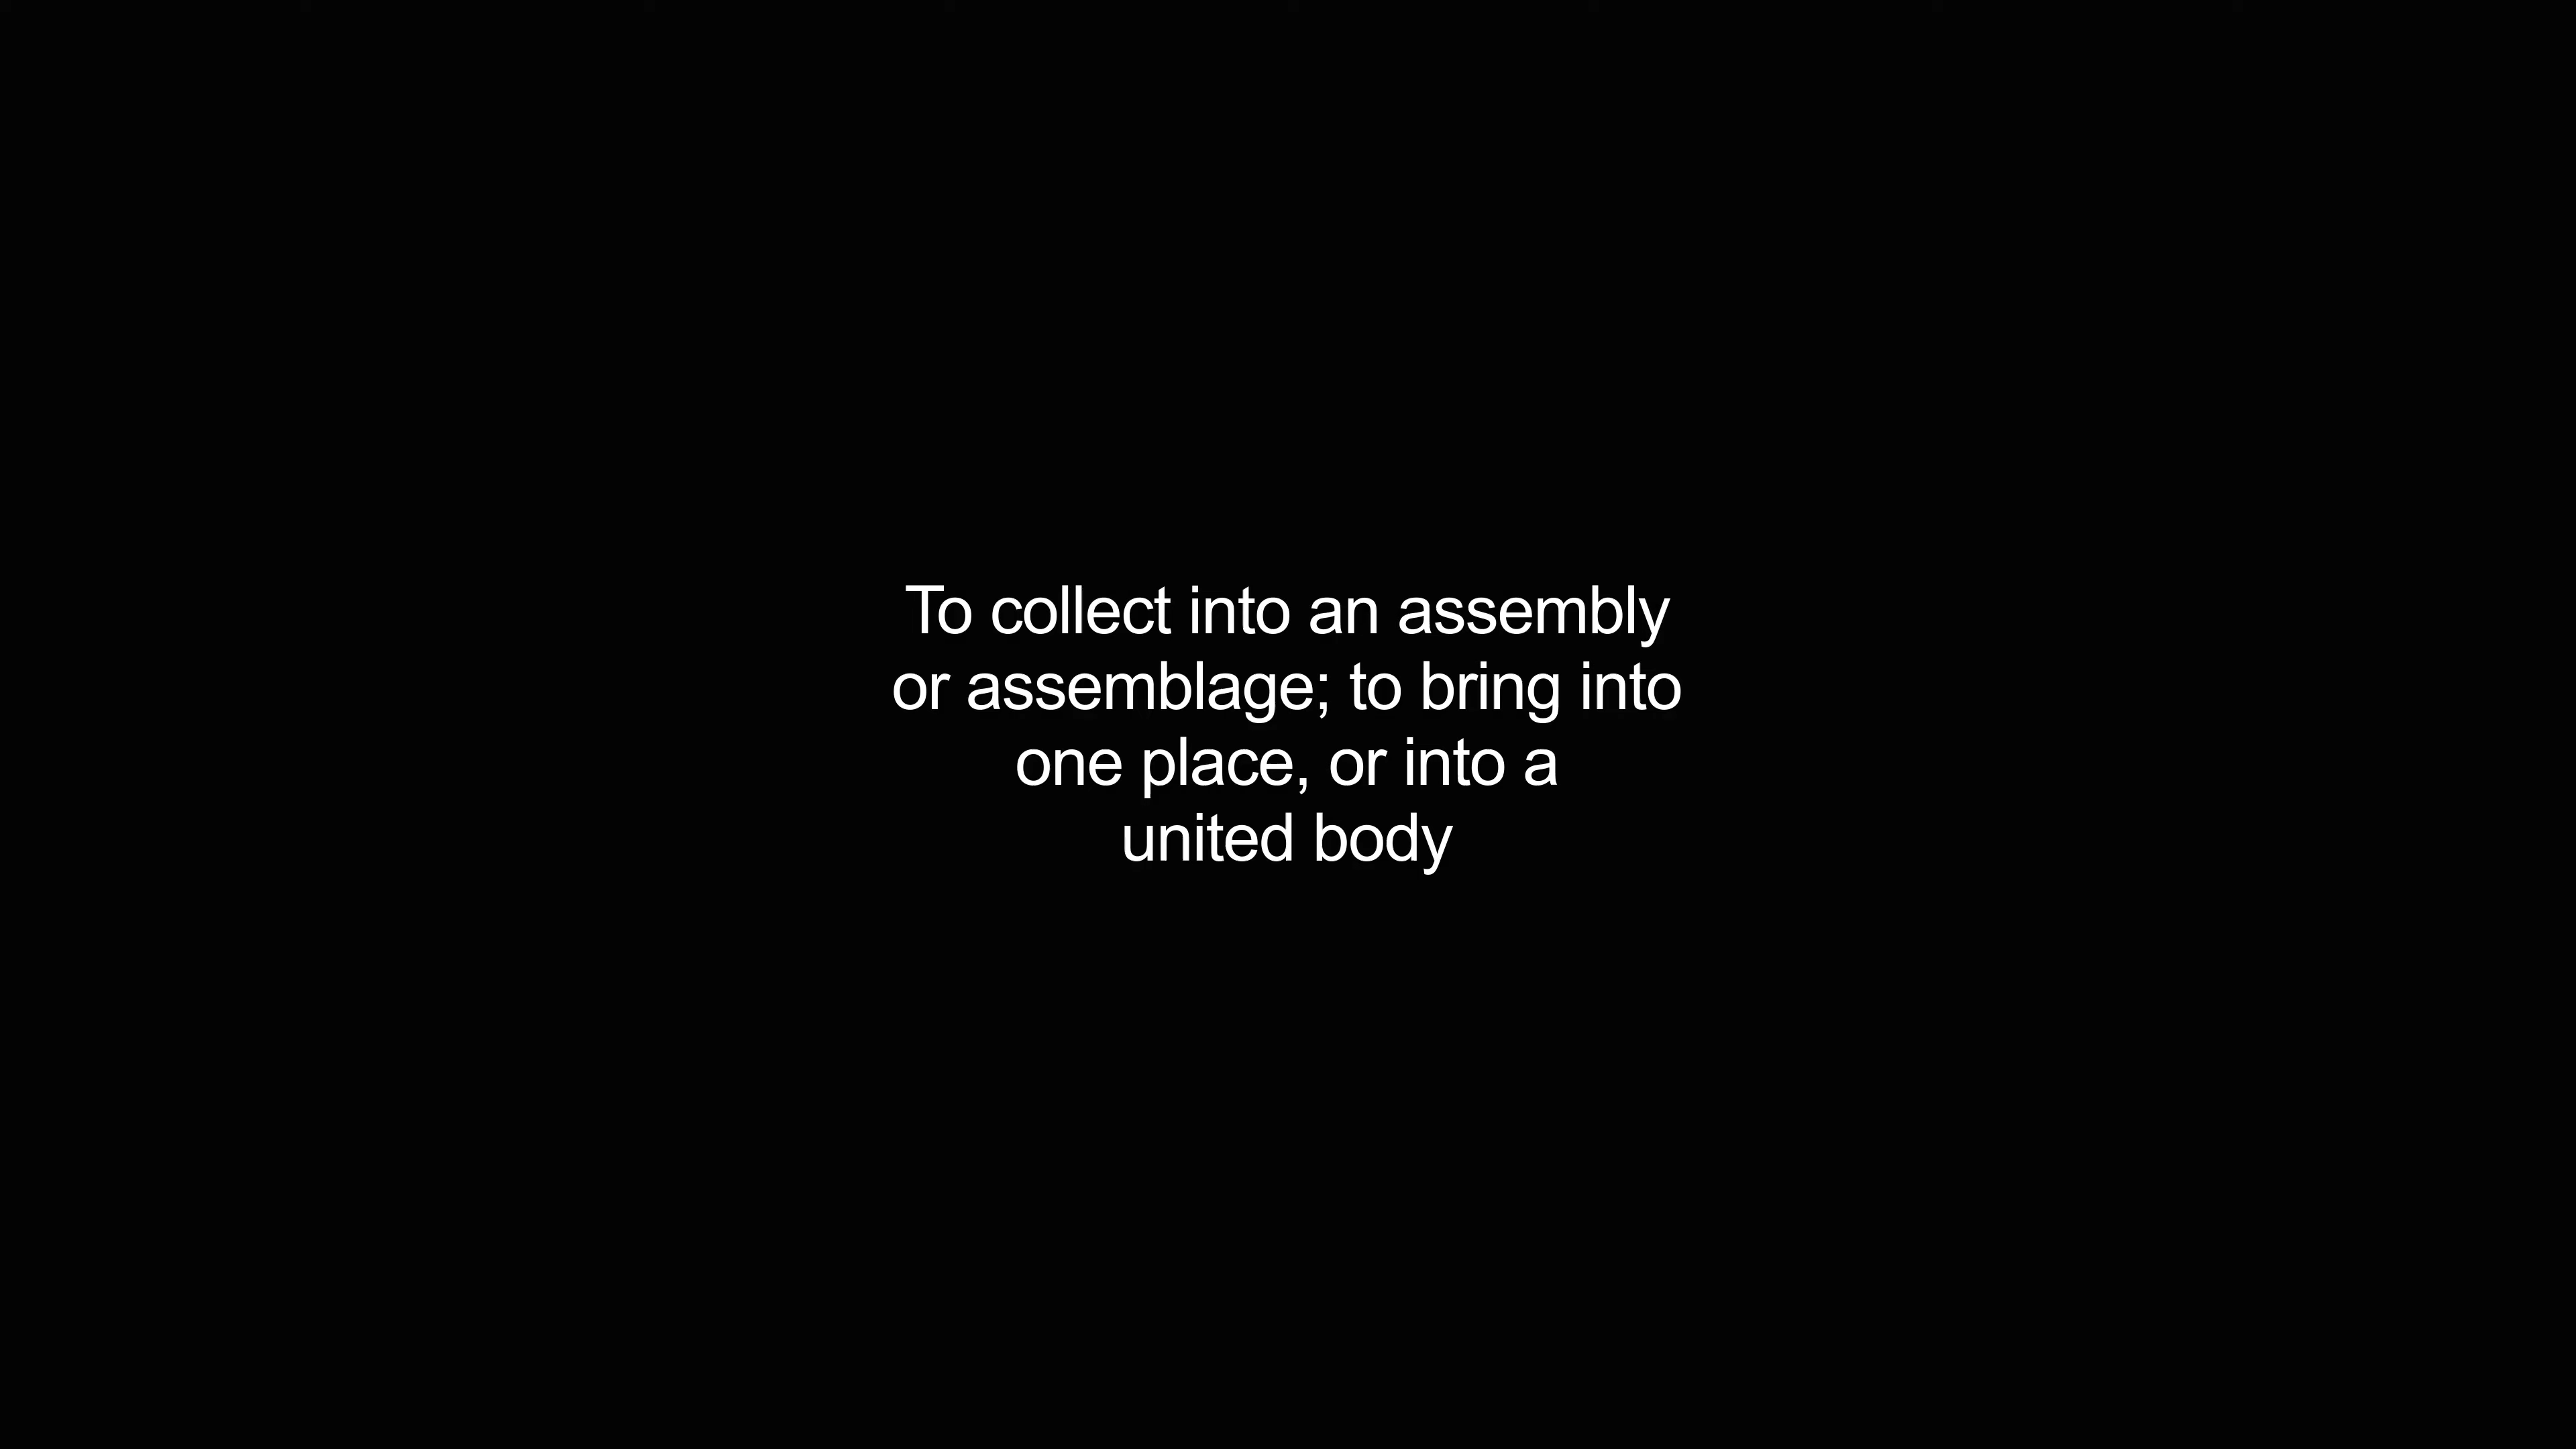 To collect into an assembly
or assemblage; to bring into
one place, or into a
united body